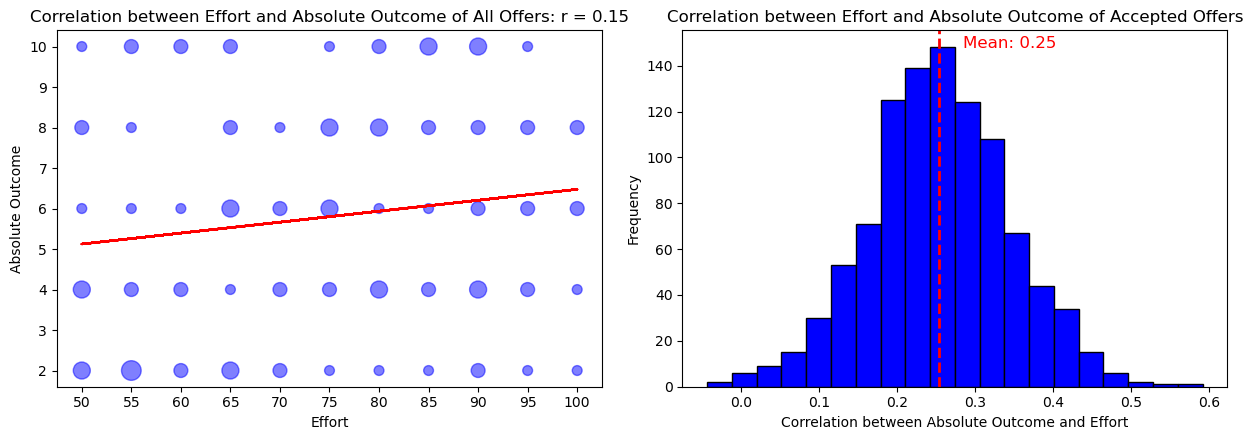 Correlation between Effort and Absolute Outcome of All Offers: r = 0.15
Absolute Outcome
10
9
8
7
6
5
4
3
2
50 55 60 65 70 75 80 85 90 95 100
Effort
Correlation between Effort and Absolute Outcome of Accepted Offers
Mean: 0.25
Frequency
140
120
100
80
60
40
20
0
0.0 0.1 0.2 0.3 0.4 0.5 0.6
Correlation between Absolute Outcome and Effort